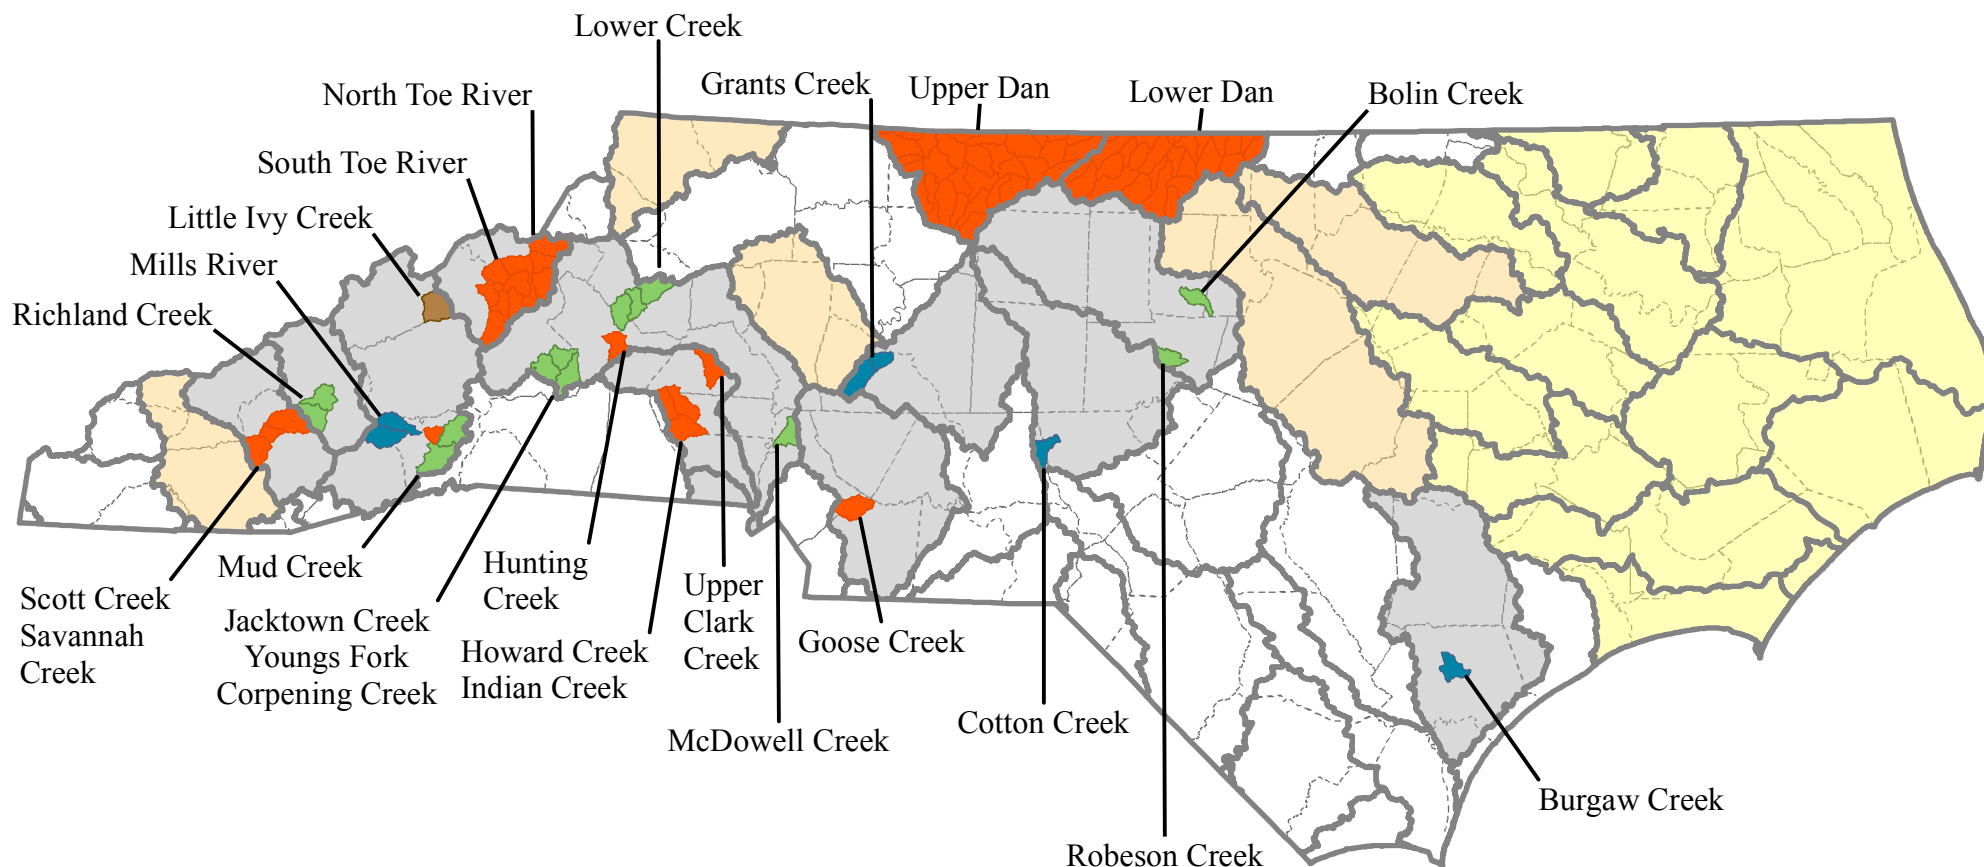 Lower Creek
Grants Creek
Upper Dan
Lower Dan
Bolin Creek
North Toe River
South Toe River
Little Ivy Creek
Mills River
Richland Creek
Scott Creek
Savannah
Creek
Mud Creek
Jacktown Creek
Youngs Fork
Corpening Creek
Hunting
Creek
Howard Creek
Indian Creek
Upper
Clark
Creek
McDowell Creek
Goose Creek
Cotton Creek
Robeson Creek
Burgaw Creek